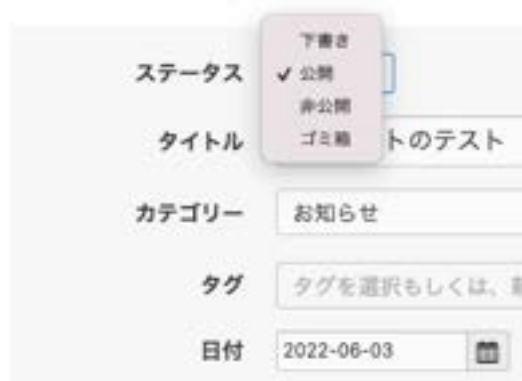 下書き
ステータス ✓ 公開
非公開
ゴミ箱
タイトル トのテスト
カテゴリー お知らせ
タグ タグを選択もしくは、
日付 2022-06-03